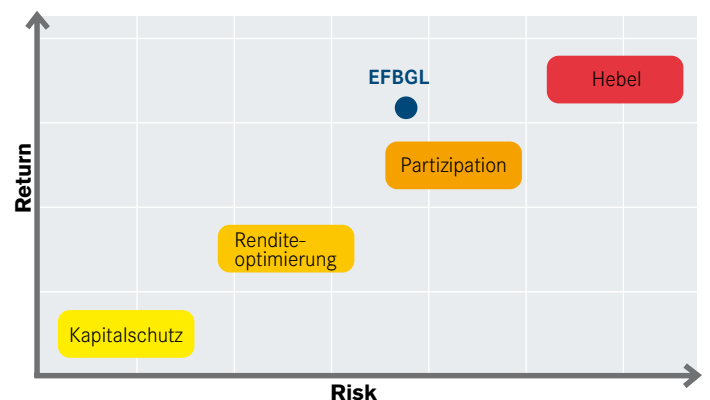 Return
EFBGL
Hebel
Partizipation
Rendite-
optimierung
Kapitalschutz
Risk